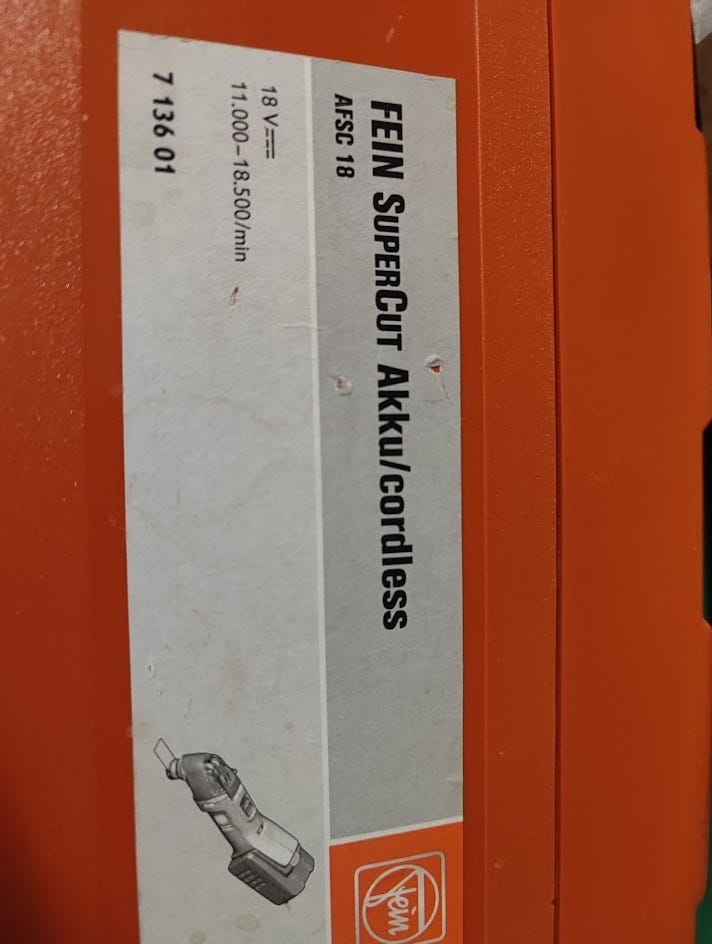 FEIN SUPERCUT Akku/cordless
AFSC 18
18 V
11.000–18.500/min
7 136 01
Fein